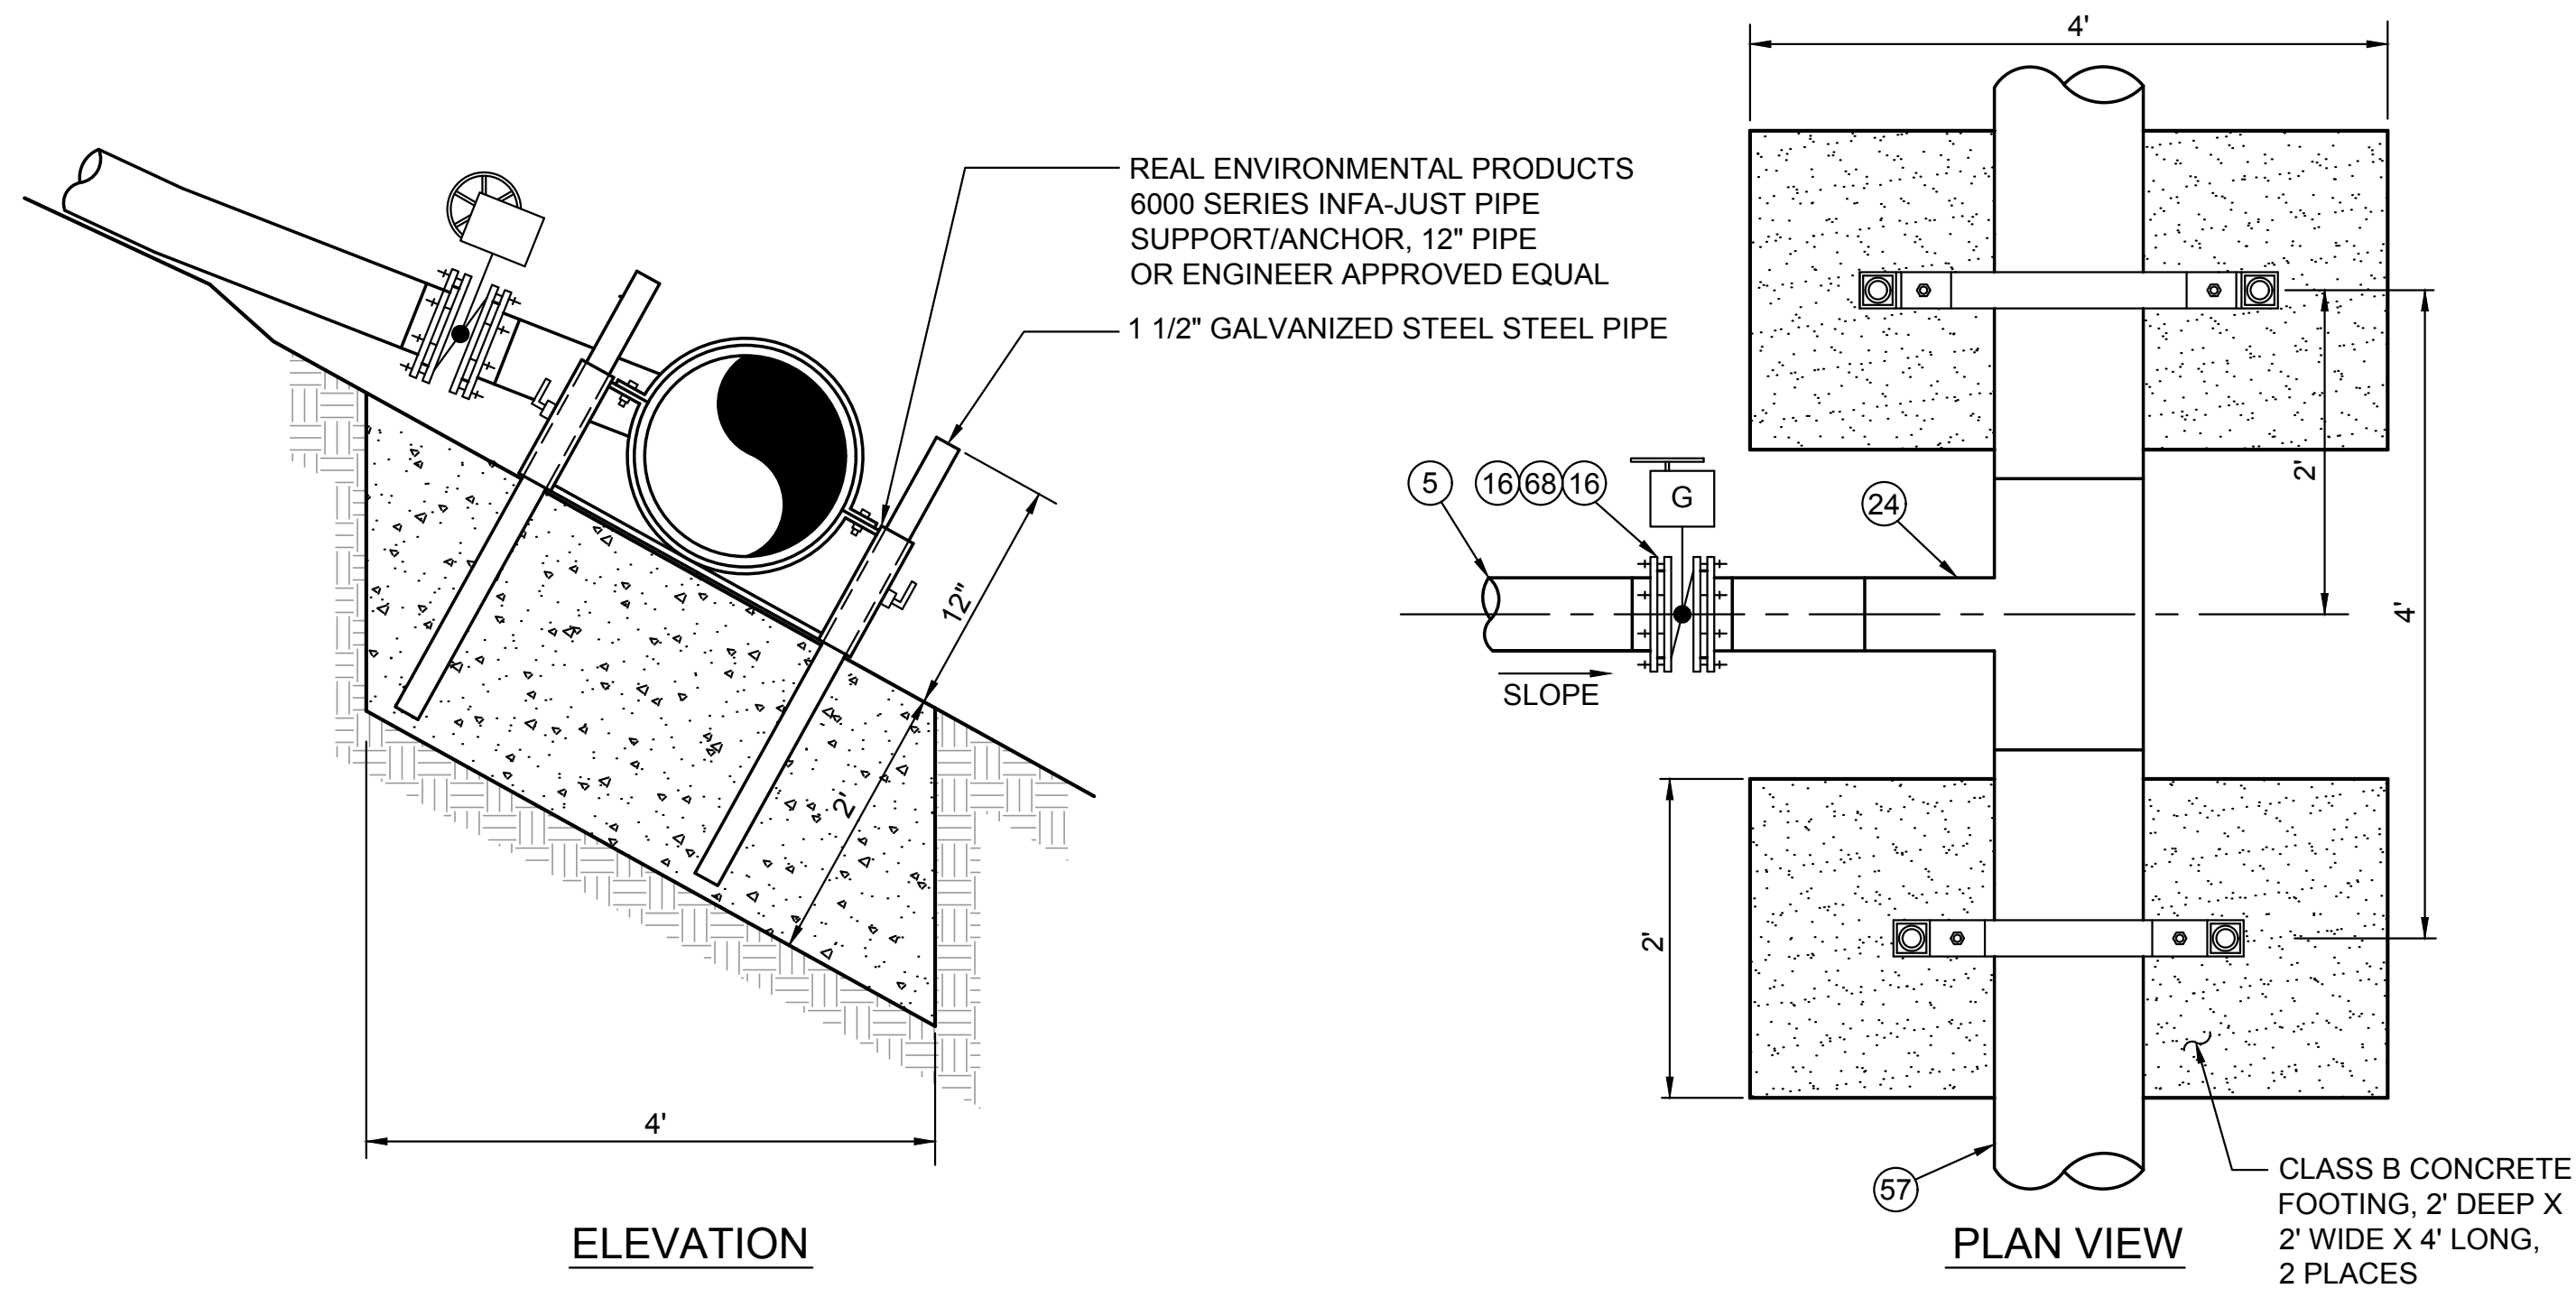 REAL ENVIRONMENTAL PRODUCTS
6000 SERIES INFA-JUST PIPE
SUPPORT/ANCHOR, 12" PIPE
OR ENGINEER APPROVED EQUAL
1 1/2" GALVANIZED STEEL STEEL PIPE
12"
2'
4'
ELEVATION
4'
5
16 68 16
G
24
2'
4'
SLOPE
2'
57
CLASS B CONCRETE
FOOTING, 2' DEEP X
2' WIDE X 4' LONG,
2 PLACES
PLAN VIEW